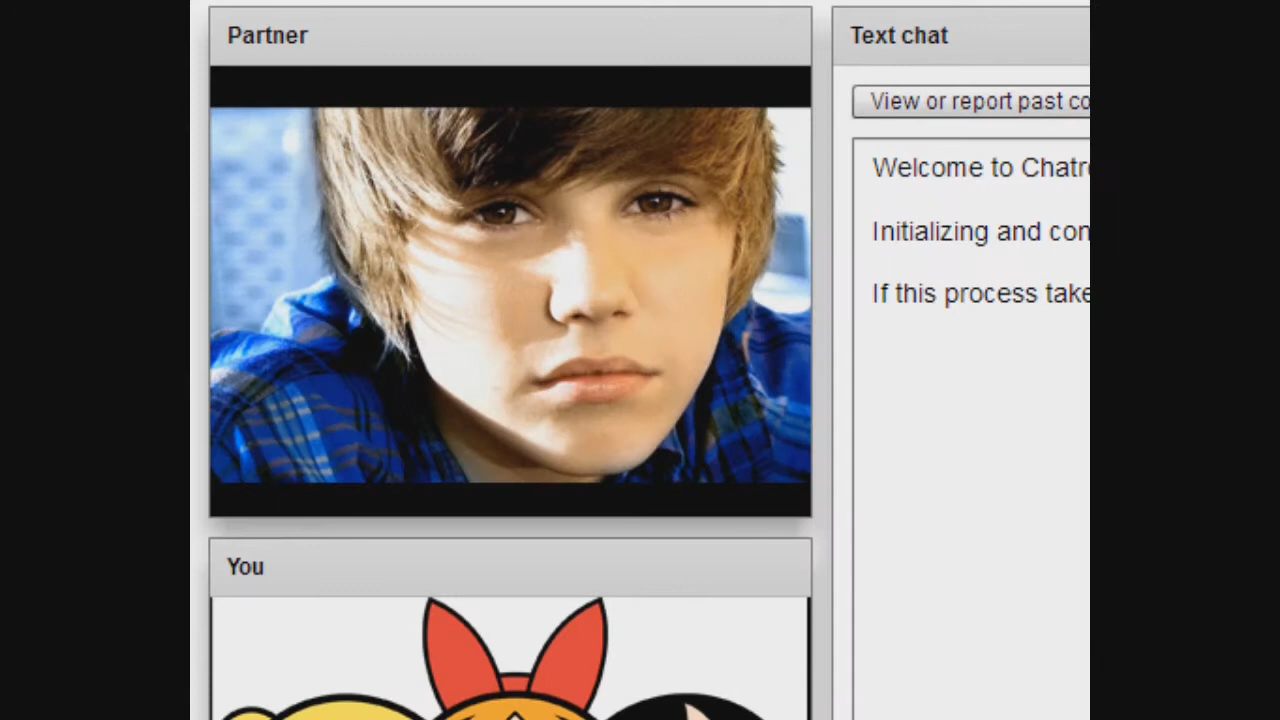 Partner
Text chat
View or report past co
Welcome to Chatr
Initializing and con
If this process take
You